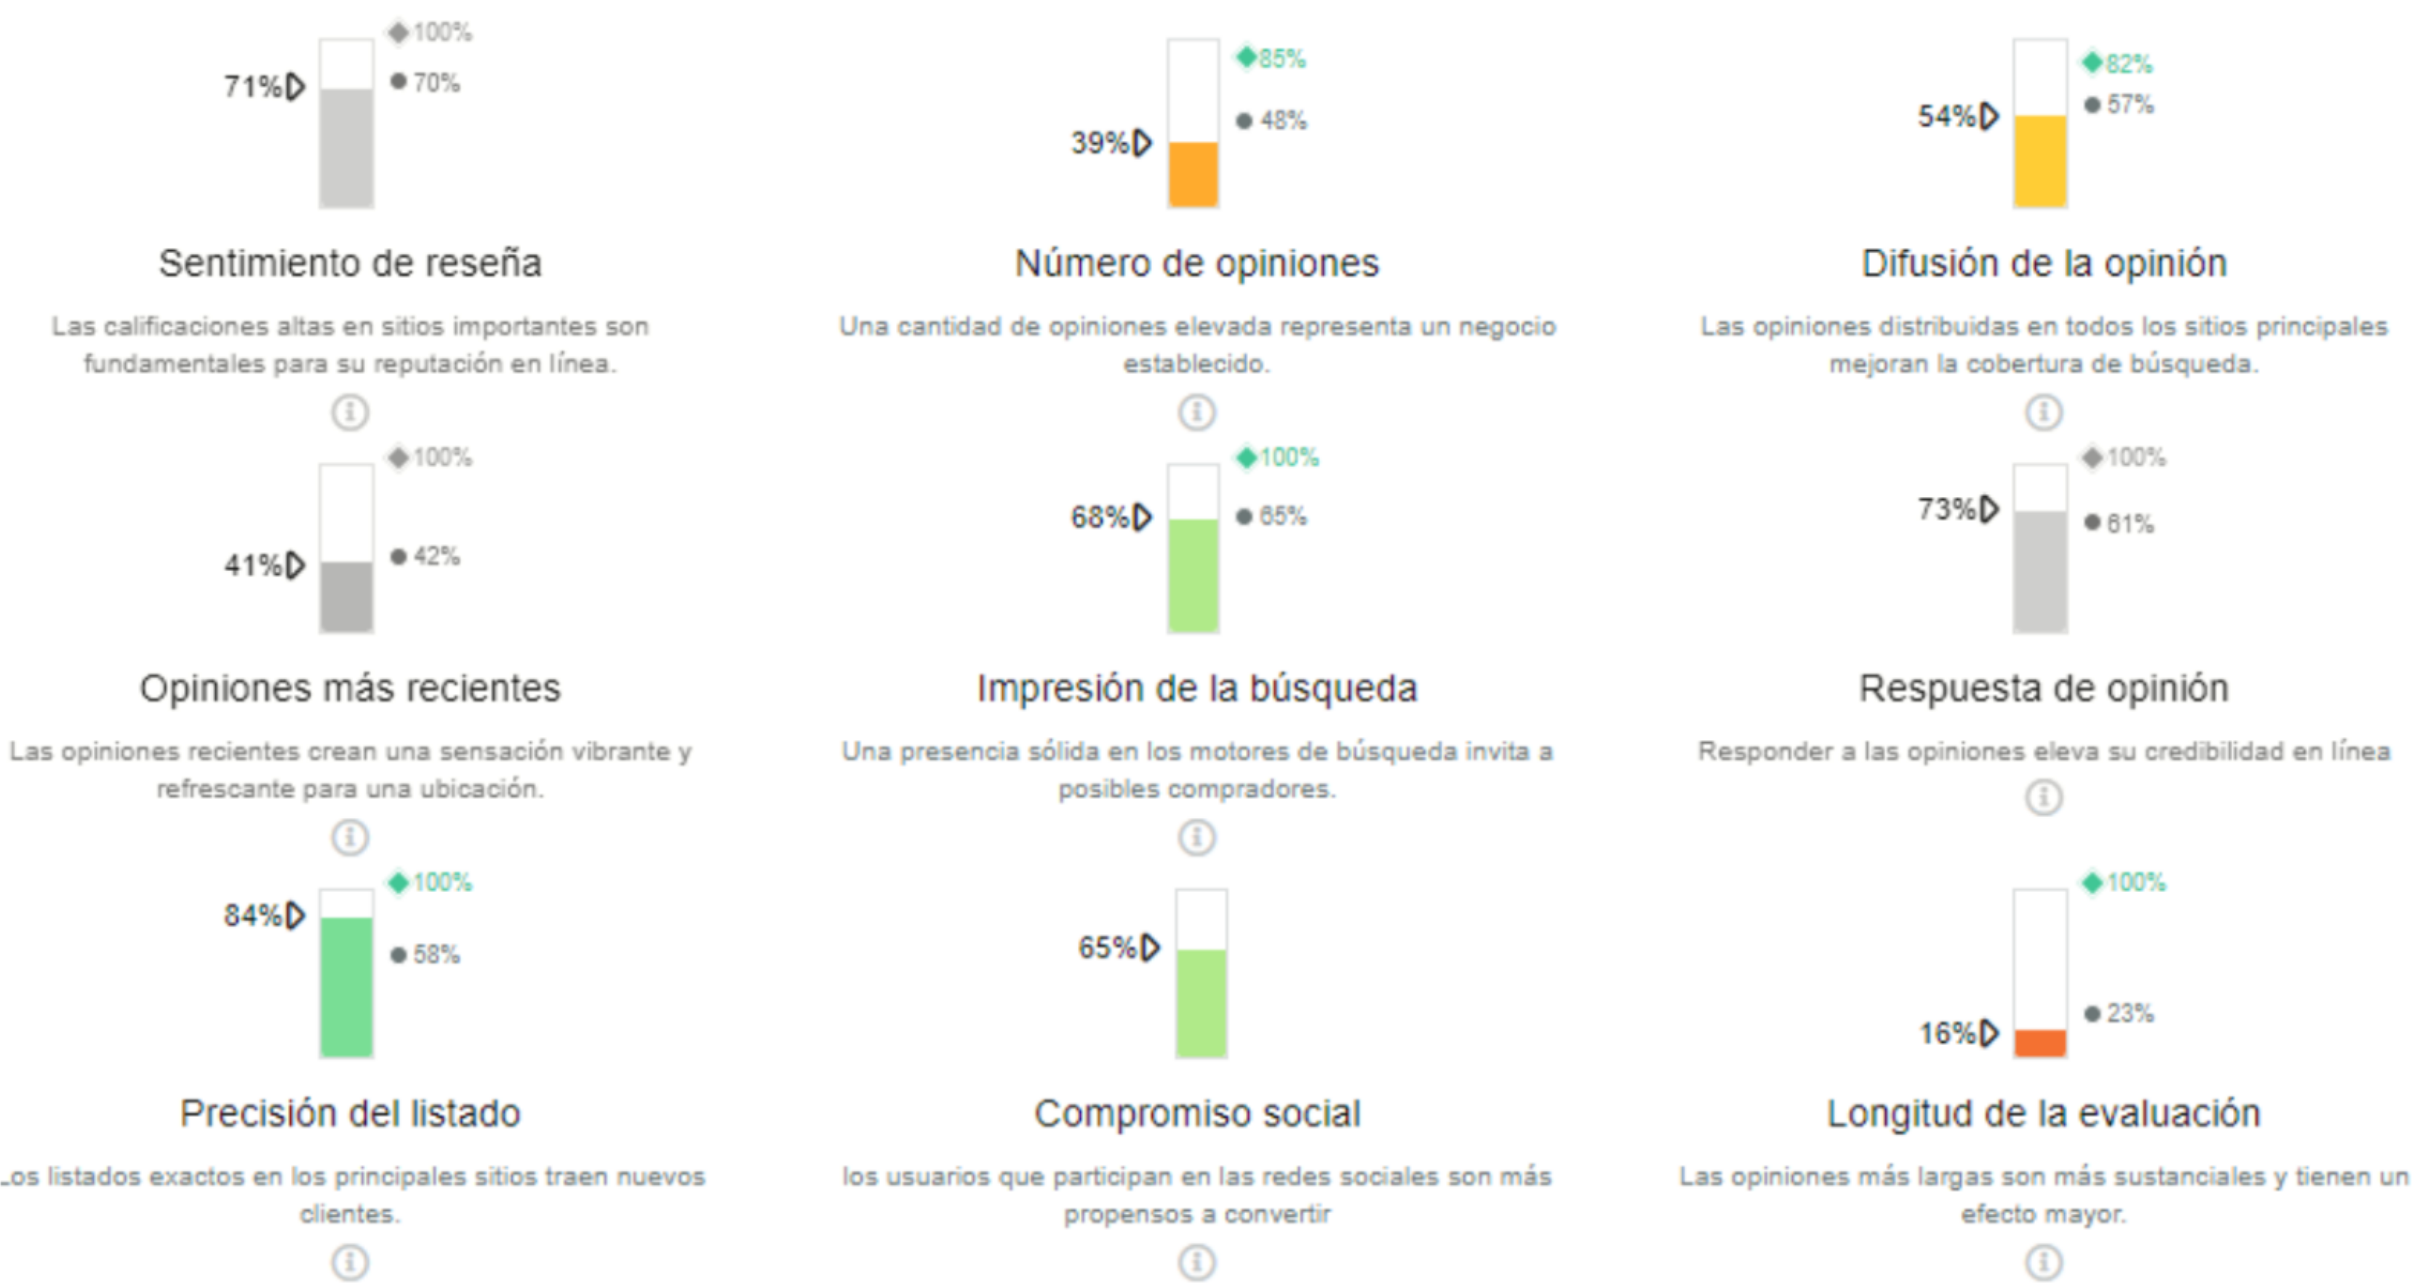 100%
71%
70%
Sentimiento de reseña
Las calificaciones altas en sitios importantes son
fundamentales para su reputación en línea.
85%
48%
39%
Número de opiniones
Una cantidad de opiniones elevada representa un negocio
establecido.
82%
57%
54%
Difusión de la opinión
Las opiniones distribuidas en todos los sitios principales
mejoran la cobertura de búsqueda.
100%
42%
41%
Opiniones más recientes
Las opiniones recientes crean una sensación vibrante y
refrescante para una ubicación.
100%
68%
65%
Impresión de la búsqueda
Una presencia sólida en los motores de búsqueda invita a
posibles compradores.
100%
73%
61%
Respuesta de opinión
Responder a las opiniones eleva su credibilidad en línea
100%
84%
58%
Precisión del listado
Los listados exactos en los principales sitios traen nuevos
clientes.
65%
Compromiso social
los usuarios que participan en las redes sociales son más
propensos a convertir
100%
23%
16%
Longitud de la evaluación
Las opiniones más largas son más sustanciales y tienen un
efecto mayor.